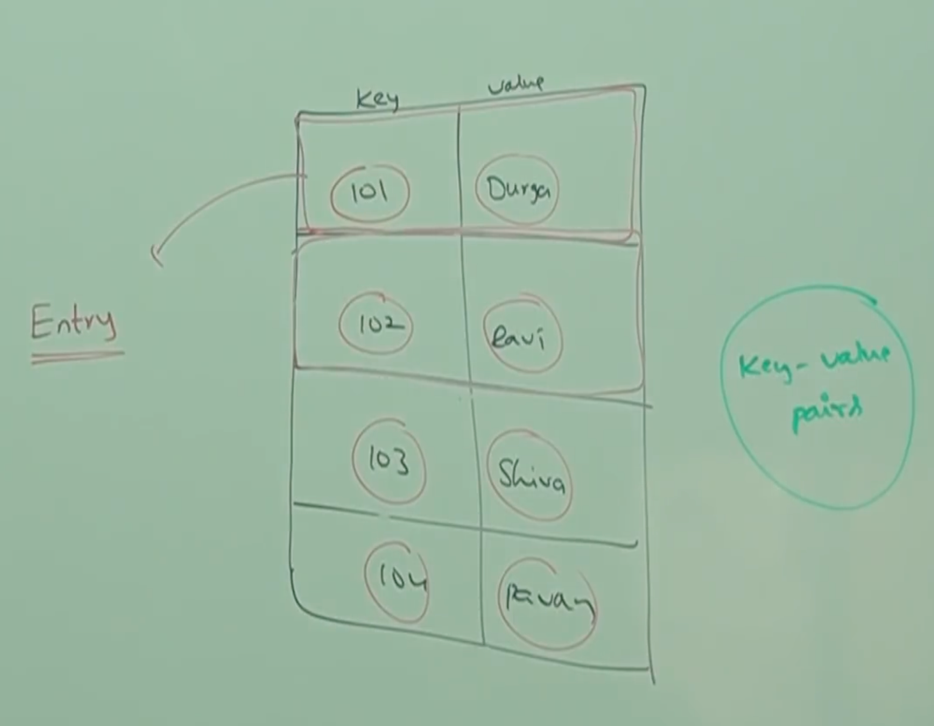 Key value
101 Durga
Entry
102 Ravi
Key-value
pairs
103 Shiva
104 Pavan